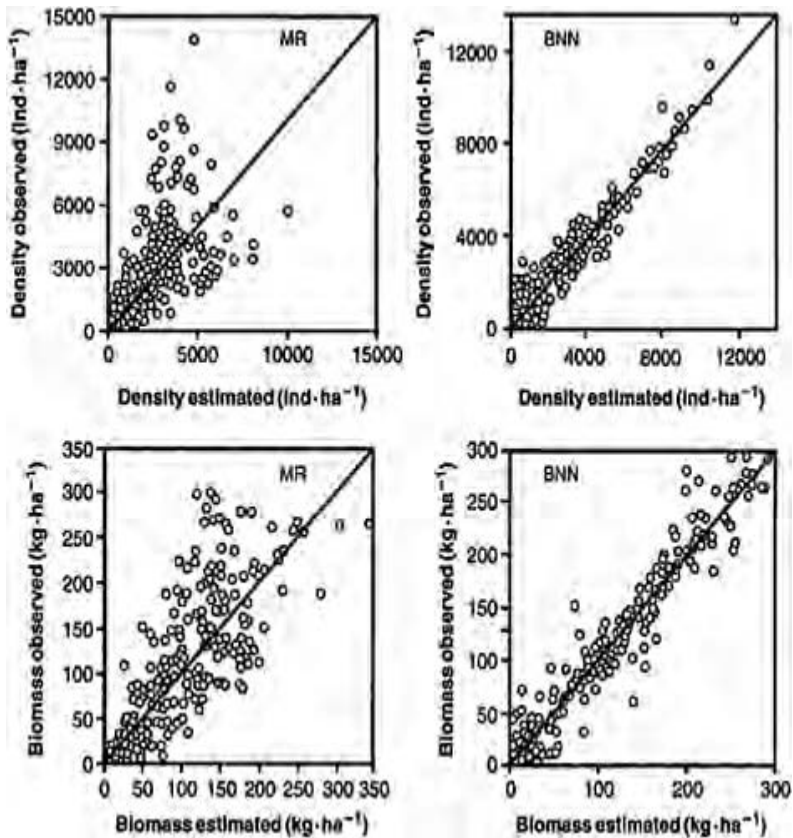 15000
12000
9000
6000
3000
0
0 5000 10000 15000
MR
Density observed (ind·ha⁻¹)
Density estimated (ind·ha⁻¹)
12000
8000
4000
0
0 4000 8000 12000
BNN
Density observed (ind·ha⁻¹)
Density estimated (ind·ha⁻¹)
350
300
250
200
150
100
50
0
0 50 100 150 200 250 300 350
MR
Biomass observed (kg·ha⁻¹)
Biomass estimated (kg·ha⁻¹)
300
250
200
150
100
50
0
0 100 200 300
BNN
Biomass observed (kg·ha⁻¹)
Biomass estimated (kg·ha⁻¹)